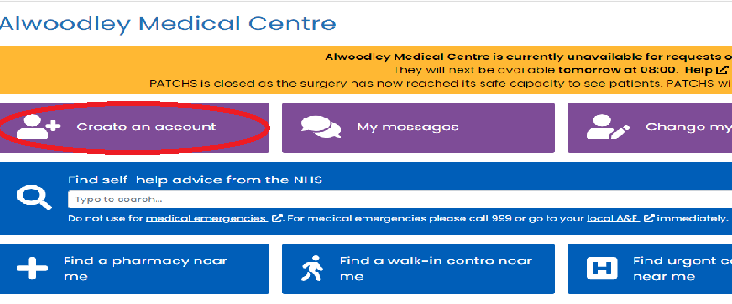 Alwoodley Medical Centre
Alwoodley Medical Centre is currently unavailable for requests o
They will next be available tomorrow at 08:00. Help
PATCHS is closed as the surgery has now reached its safe capacity to see patients. PATCHS wi
Create an account
My messages
Change my
Find self-help advice from the NHS
Type to search...
Do not use for medical emergencies. For medical emergencies please call 999 or go to your local A&E immediately.
Find a pharmacy near
me
Find a walk-in centre near
me
H
Find urgent c
near me